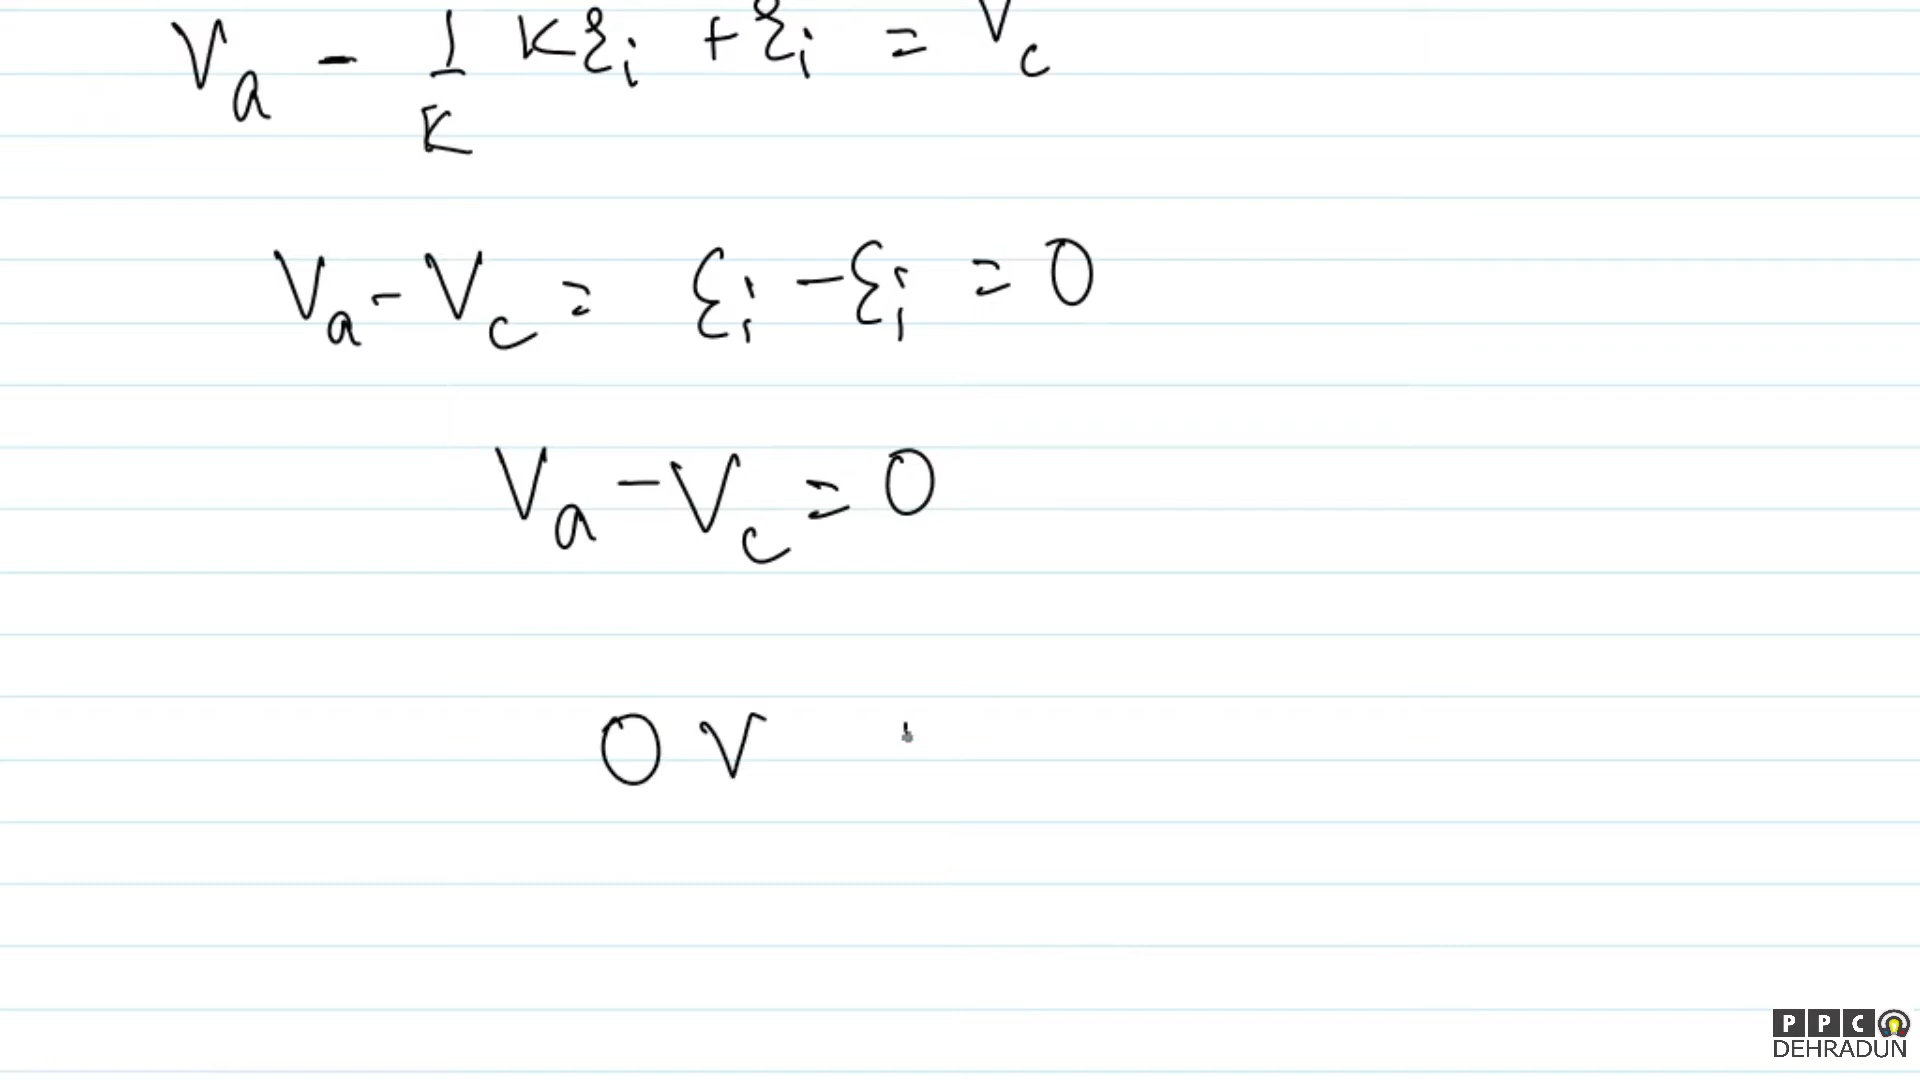 Va - 1/K Kεi + εi = Vc
Va - Vc = εi - εi = 0
Va - Vc = 0
0 V
PPC
DEHRADUN